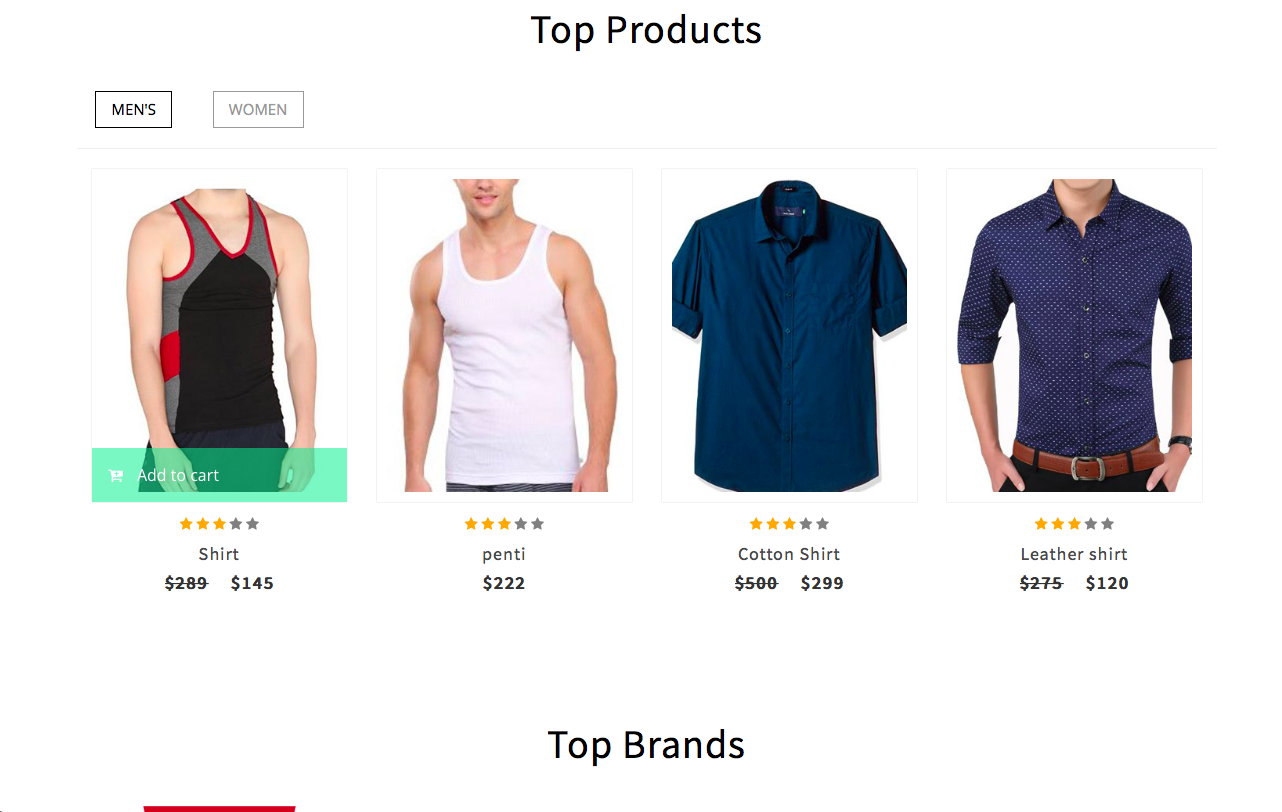 Top Products
MEN'S WOMEN
Add to cart
Shirt penti Cotton Shirt Leather shirt
$289 $145 $222 $500 $299 $275 $120
Top Brands